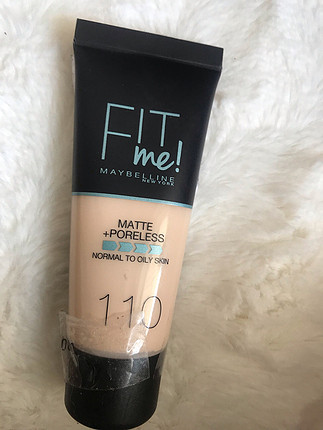 FIT
me!
MAYBELLINE
NEW YORK
MATTE
+PORELESS
NORMAL TO OILY SKIN
110